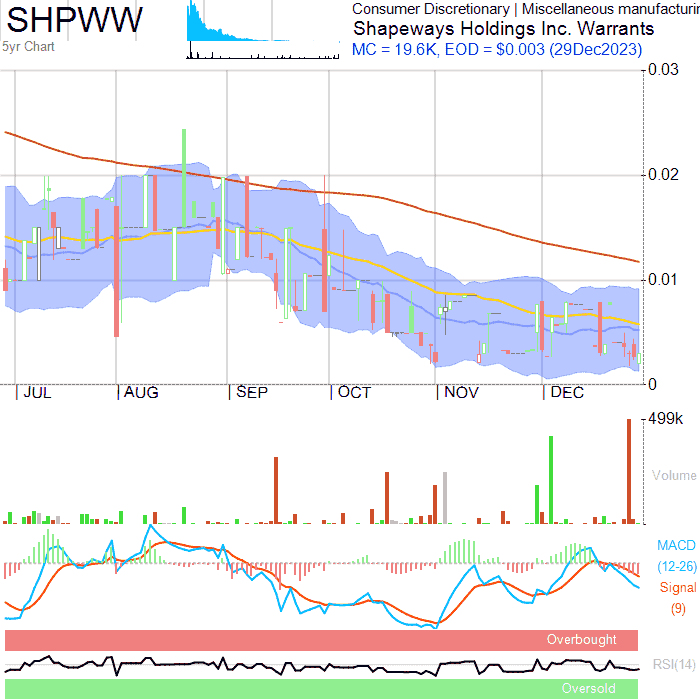 SHPWW
5yr Chart
Consumer Discretionary | Miscellaneous manufacturin
Shapeways Holdings Inc. Warrants
MC = 19.6K, EOD = $0.003 (29Dec2023)
0.03
0.02
0.01
0
JUL AUG SEP OCT NOV DEC
499k
Volume
MACD
(12-26)
Signal
(9)
Overbought
RSI(14)
Oversold